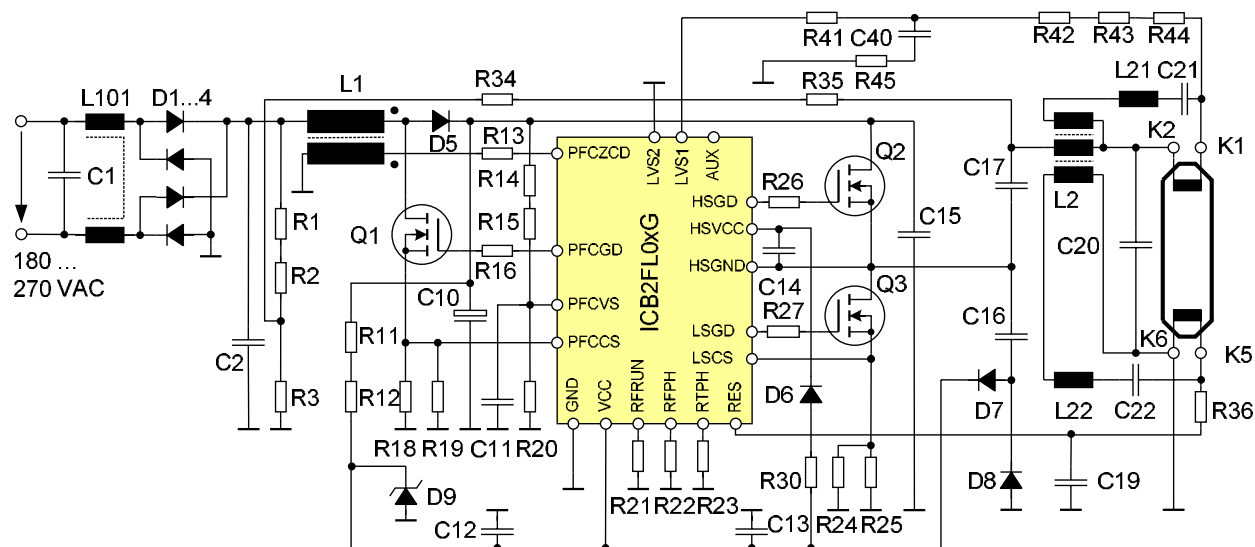 R41
C40
R42
R43
R44
R45
L21
C21
R34
R35
L1
L101
D1...4
D5
R13
PFCZCD
LVS2
LVS1
AUX
K2
K1
Q2
C17
C1
R14
HSGD
R26
L2
R1
R15
Q1
HSVCC
C15
C20
PFCGD
R16
ICB2FL0xG
HSGND
C14
180 ...
270 VAC
R2
C10
Q3
PFCVS
R27
LSGD
C16
R11
PFCCS
LSCS
K6
K5
C2
R3
R12
GND
VCC
RFRUN
RFPH
RTPH
RES
D6
D7
L22
C22
R36
R18
R19
C11
R20
R30
D8
C19
D9
R21
R22
R23
C12
C13
R24
R25